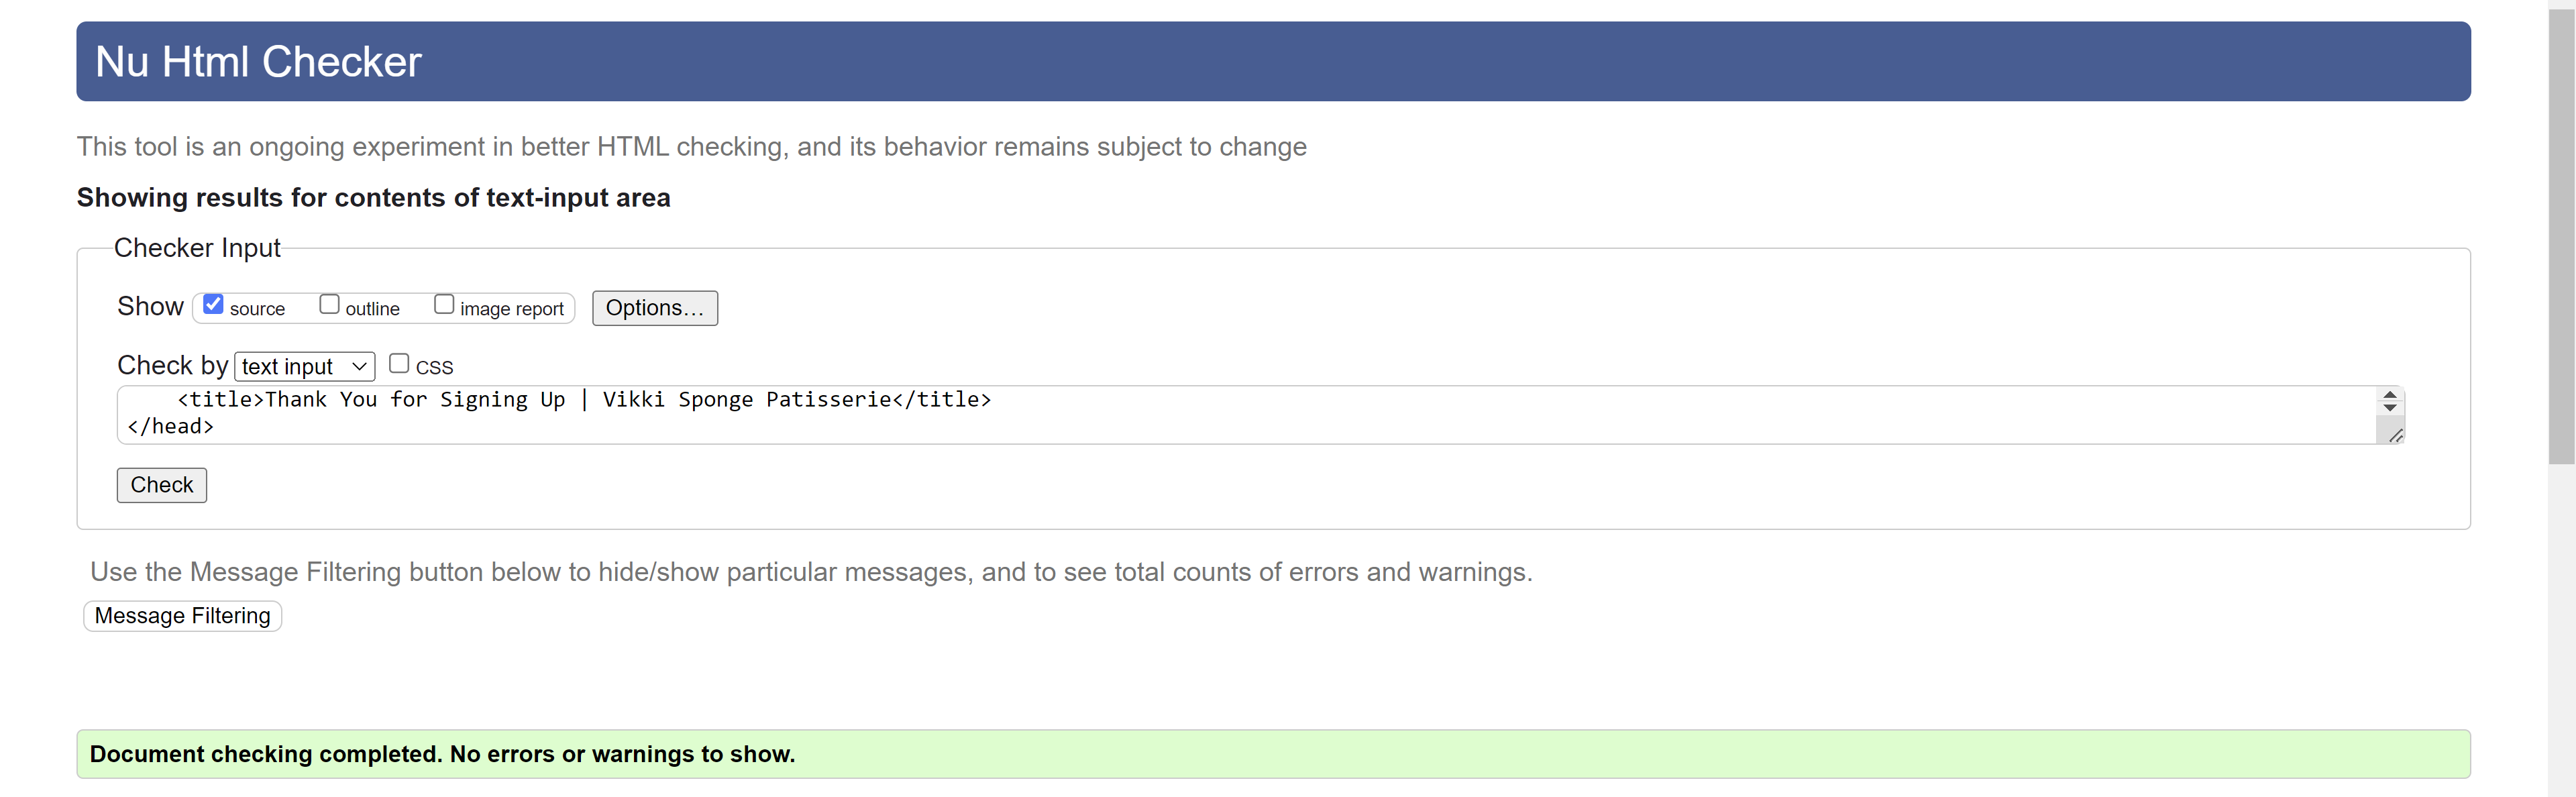 Nu Html Checker
This tool is an ongoing experiment in better HTML checking, and its behavior remains subject to change
Showing results for contents of text-input area
Checker Input
Show source outline image report Options…
Check by text input CSS
<title>Thank You for Signing Up | Vikki Sponge Patisserie</title>
</head>
Check
Use the Message Filtering button below to hide/show particular messages, and to see total counts of errors and warnings.
Message Filtering
Document checking completed. No errors or warnings to show.